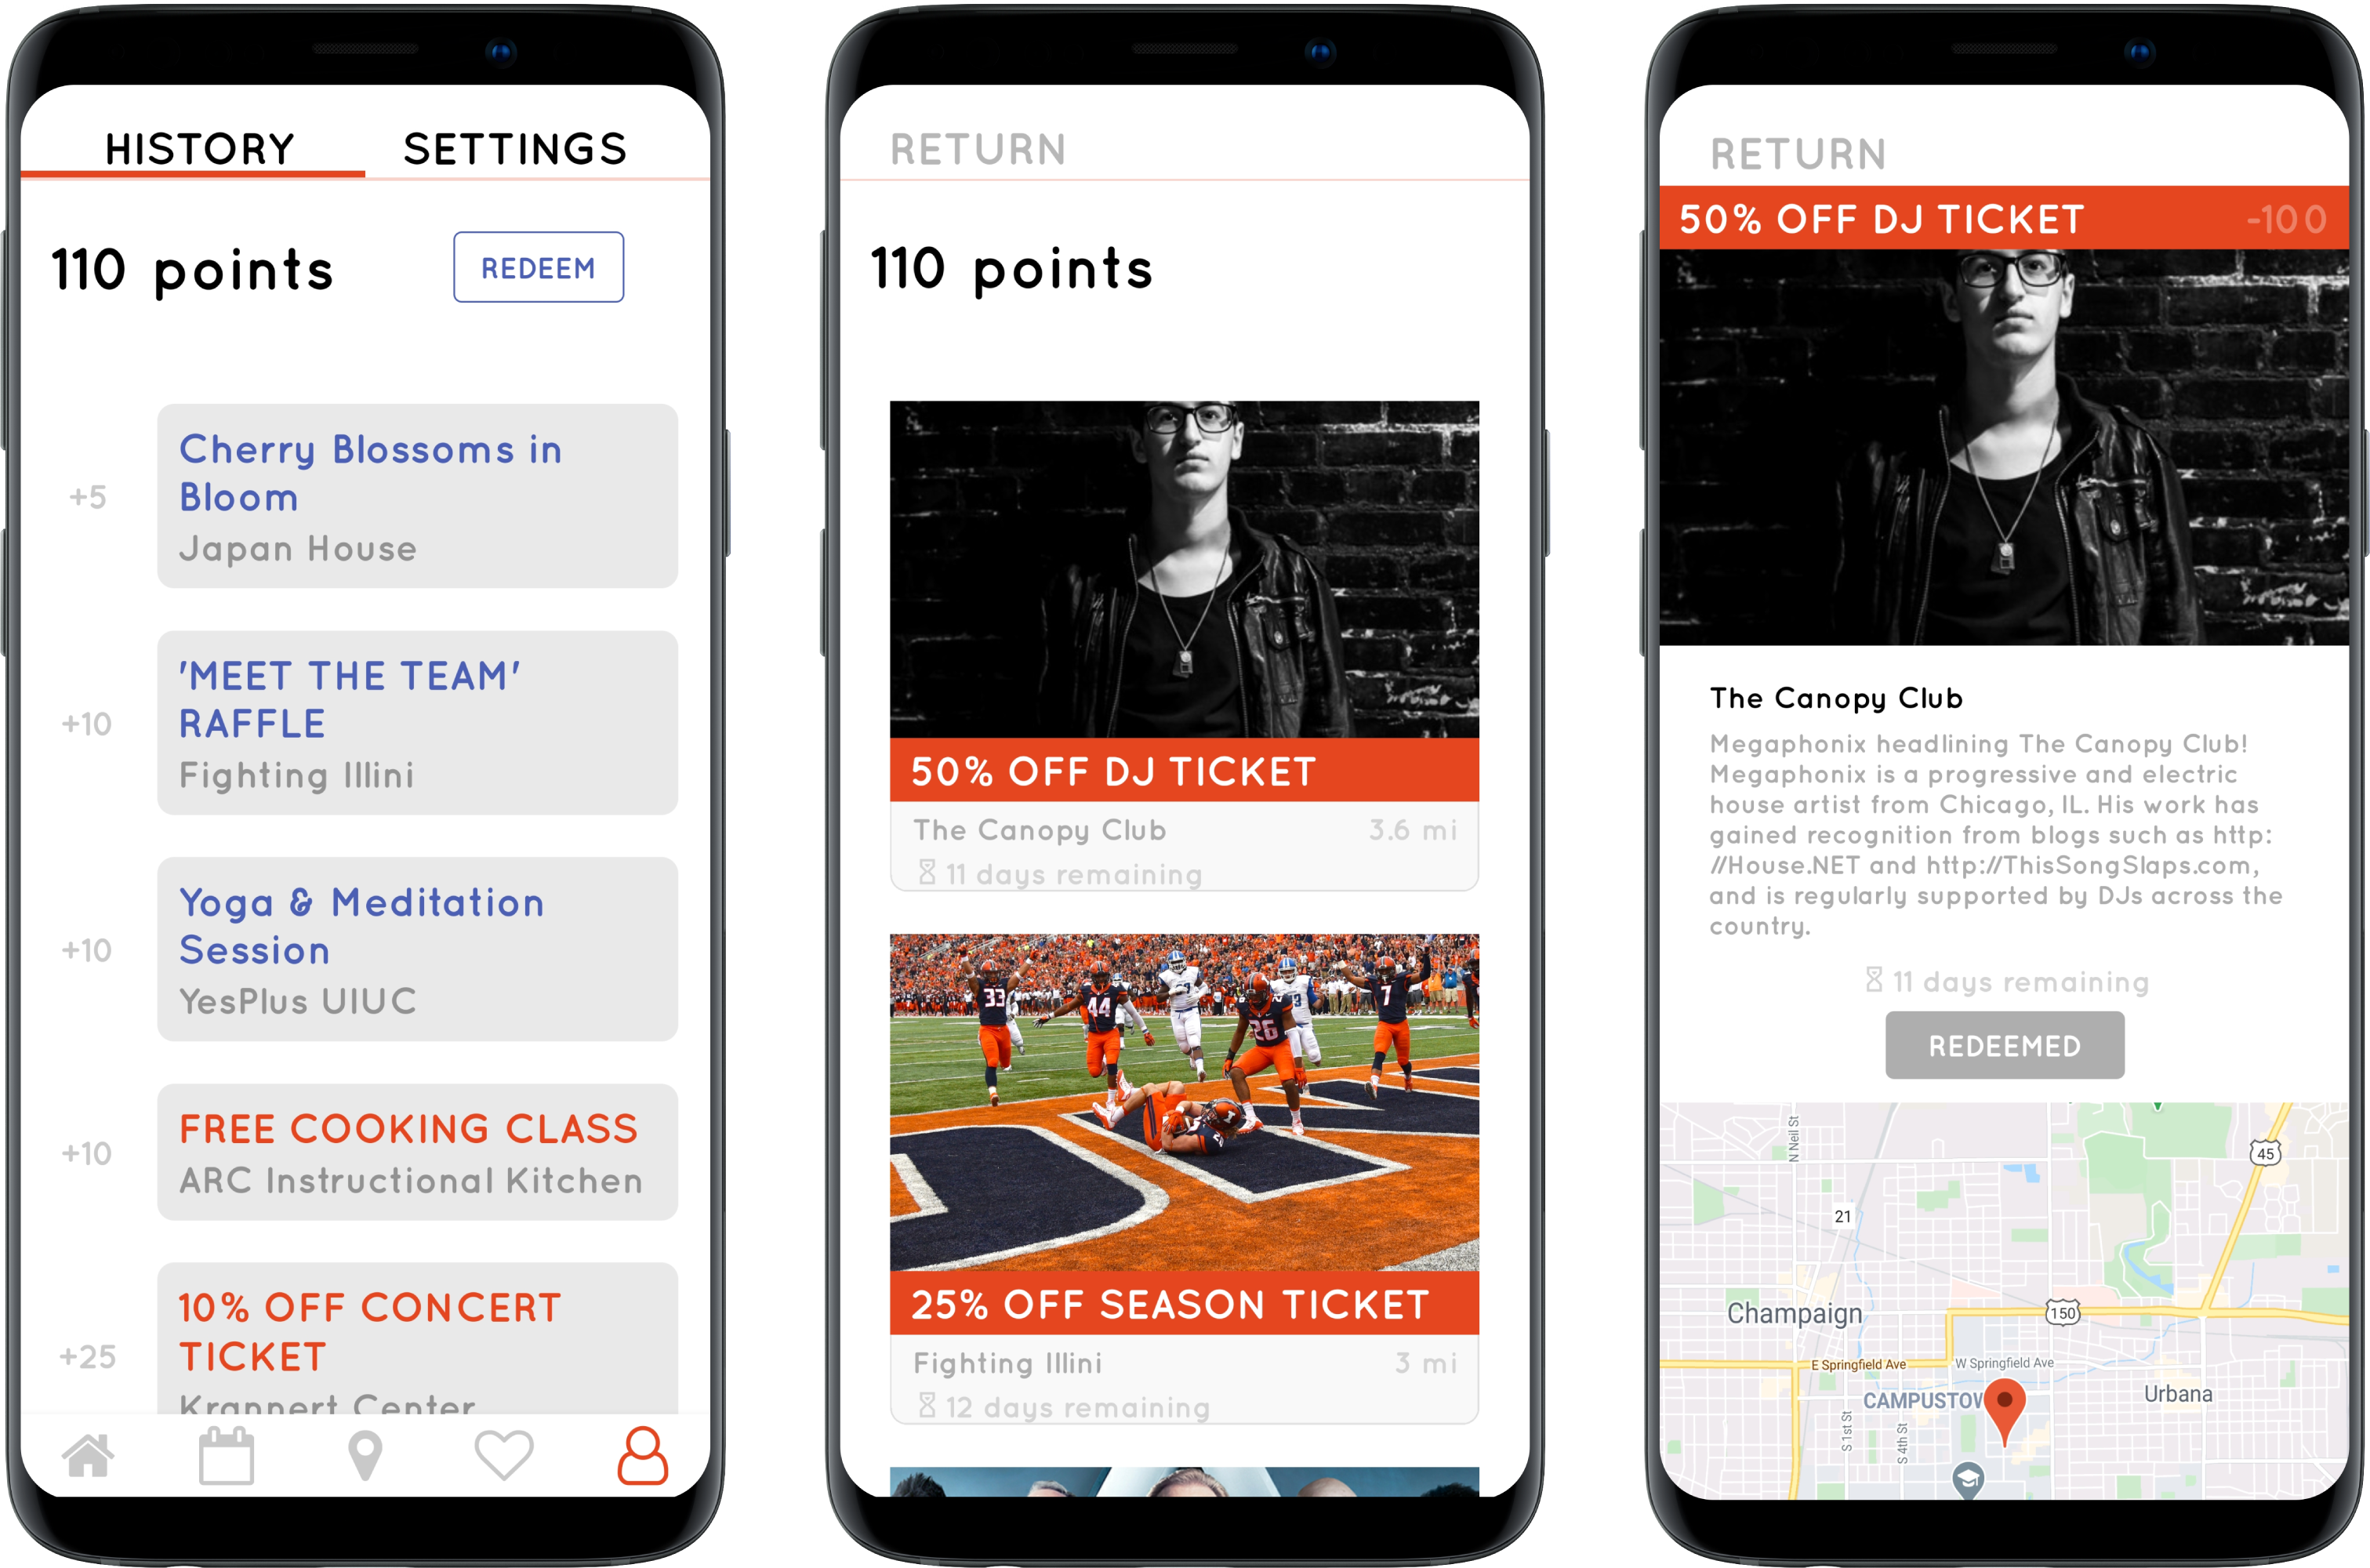 HISTORY
SETTINGS
110 points
REDEEM
+5
Cherry Blossoms in
Bloom
Japan House
+10
'MEET THE TEAM'
RAFFLE
Fighting Illini
+10
Yoga & Meditation
Session
YesPlus UIUC
+10
FREE COOKING CLASS
ARC Instructional Kitchen
+25
10% OFF CONCERT
TICKET
Krannert Center
RETURN
110 points
50% OFF DJ TICKET
The Canopy Club
3.6 mi
11 days remaining
33
44
26
7
25% OFF SEASON TICKET
Fighting Illini
3 mi
12 days remaining
RETURN
50% OFF DJ TICKET
-100
The Canopy Club
Megaphonix headlining The Canopy Club!
Megaphonix is a progressive and electric
house artist from Chicago, IL. His work has
gained recognition from blogs such as http:
//House.NET and http://ThisSongSlaps.com,
and is regularly supported by DJs across the
country.
11 days remaining
REDEEMED
N Neil St
45
21
Champaign
150
E Springfield Ave
W Springfield Ave
CAMPUSTOW
Urbana
S 1st St
S 4th St